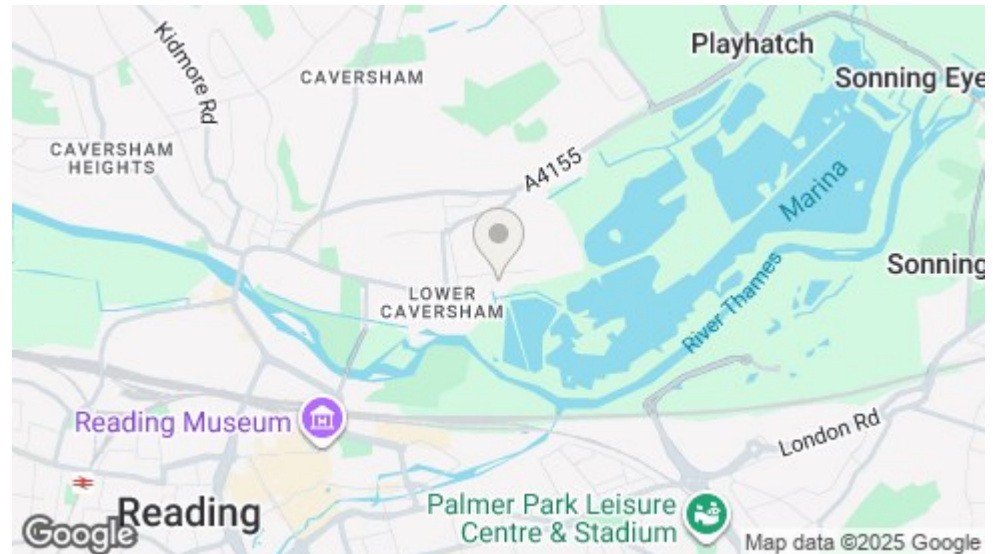 Playhatch
Kidmore Rd
CAVERSHAM
Sonning Eye
CAVERSHAM
HEIGHTS
A4155
Marina
Sonning
LOWER
CAVERSHAM
River Thames
Reading Museum
London Rd
Reading
Palmer Park Leisure
Centre & Stadium
Google
Map data ©2025 Google